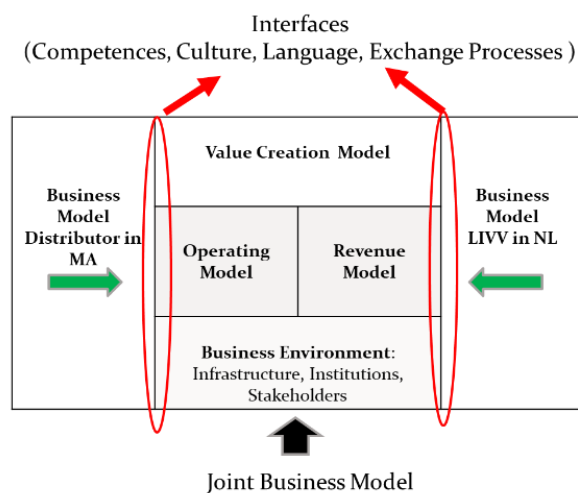 Interfaces
(Competences, Culture, Language, Exchange Processes )
Value Creation Model
Business
Model
Distributor in
MA
Operating
Model
Revenue
Model
Business
Model
LIVV in NL
Business Environment:
Infrastructure, Institutions,
Stakeholders
Joint Business Model